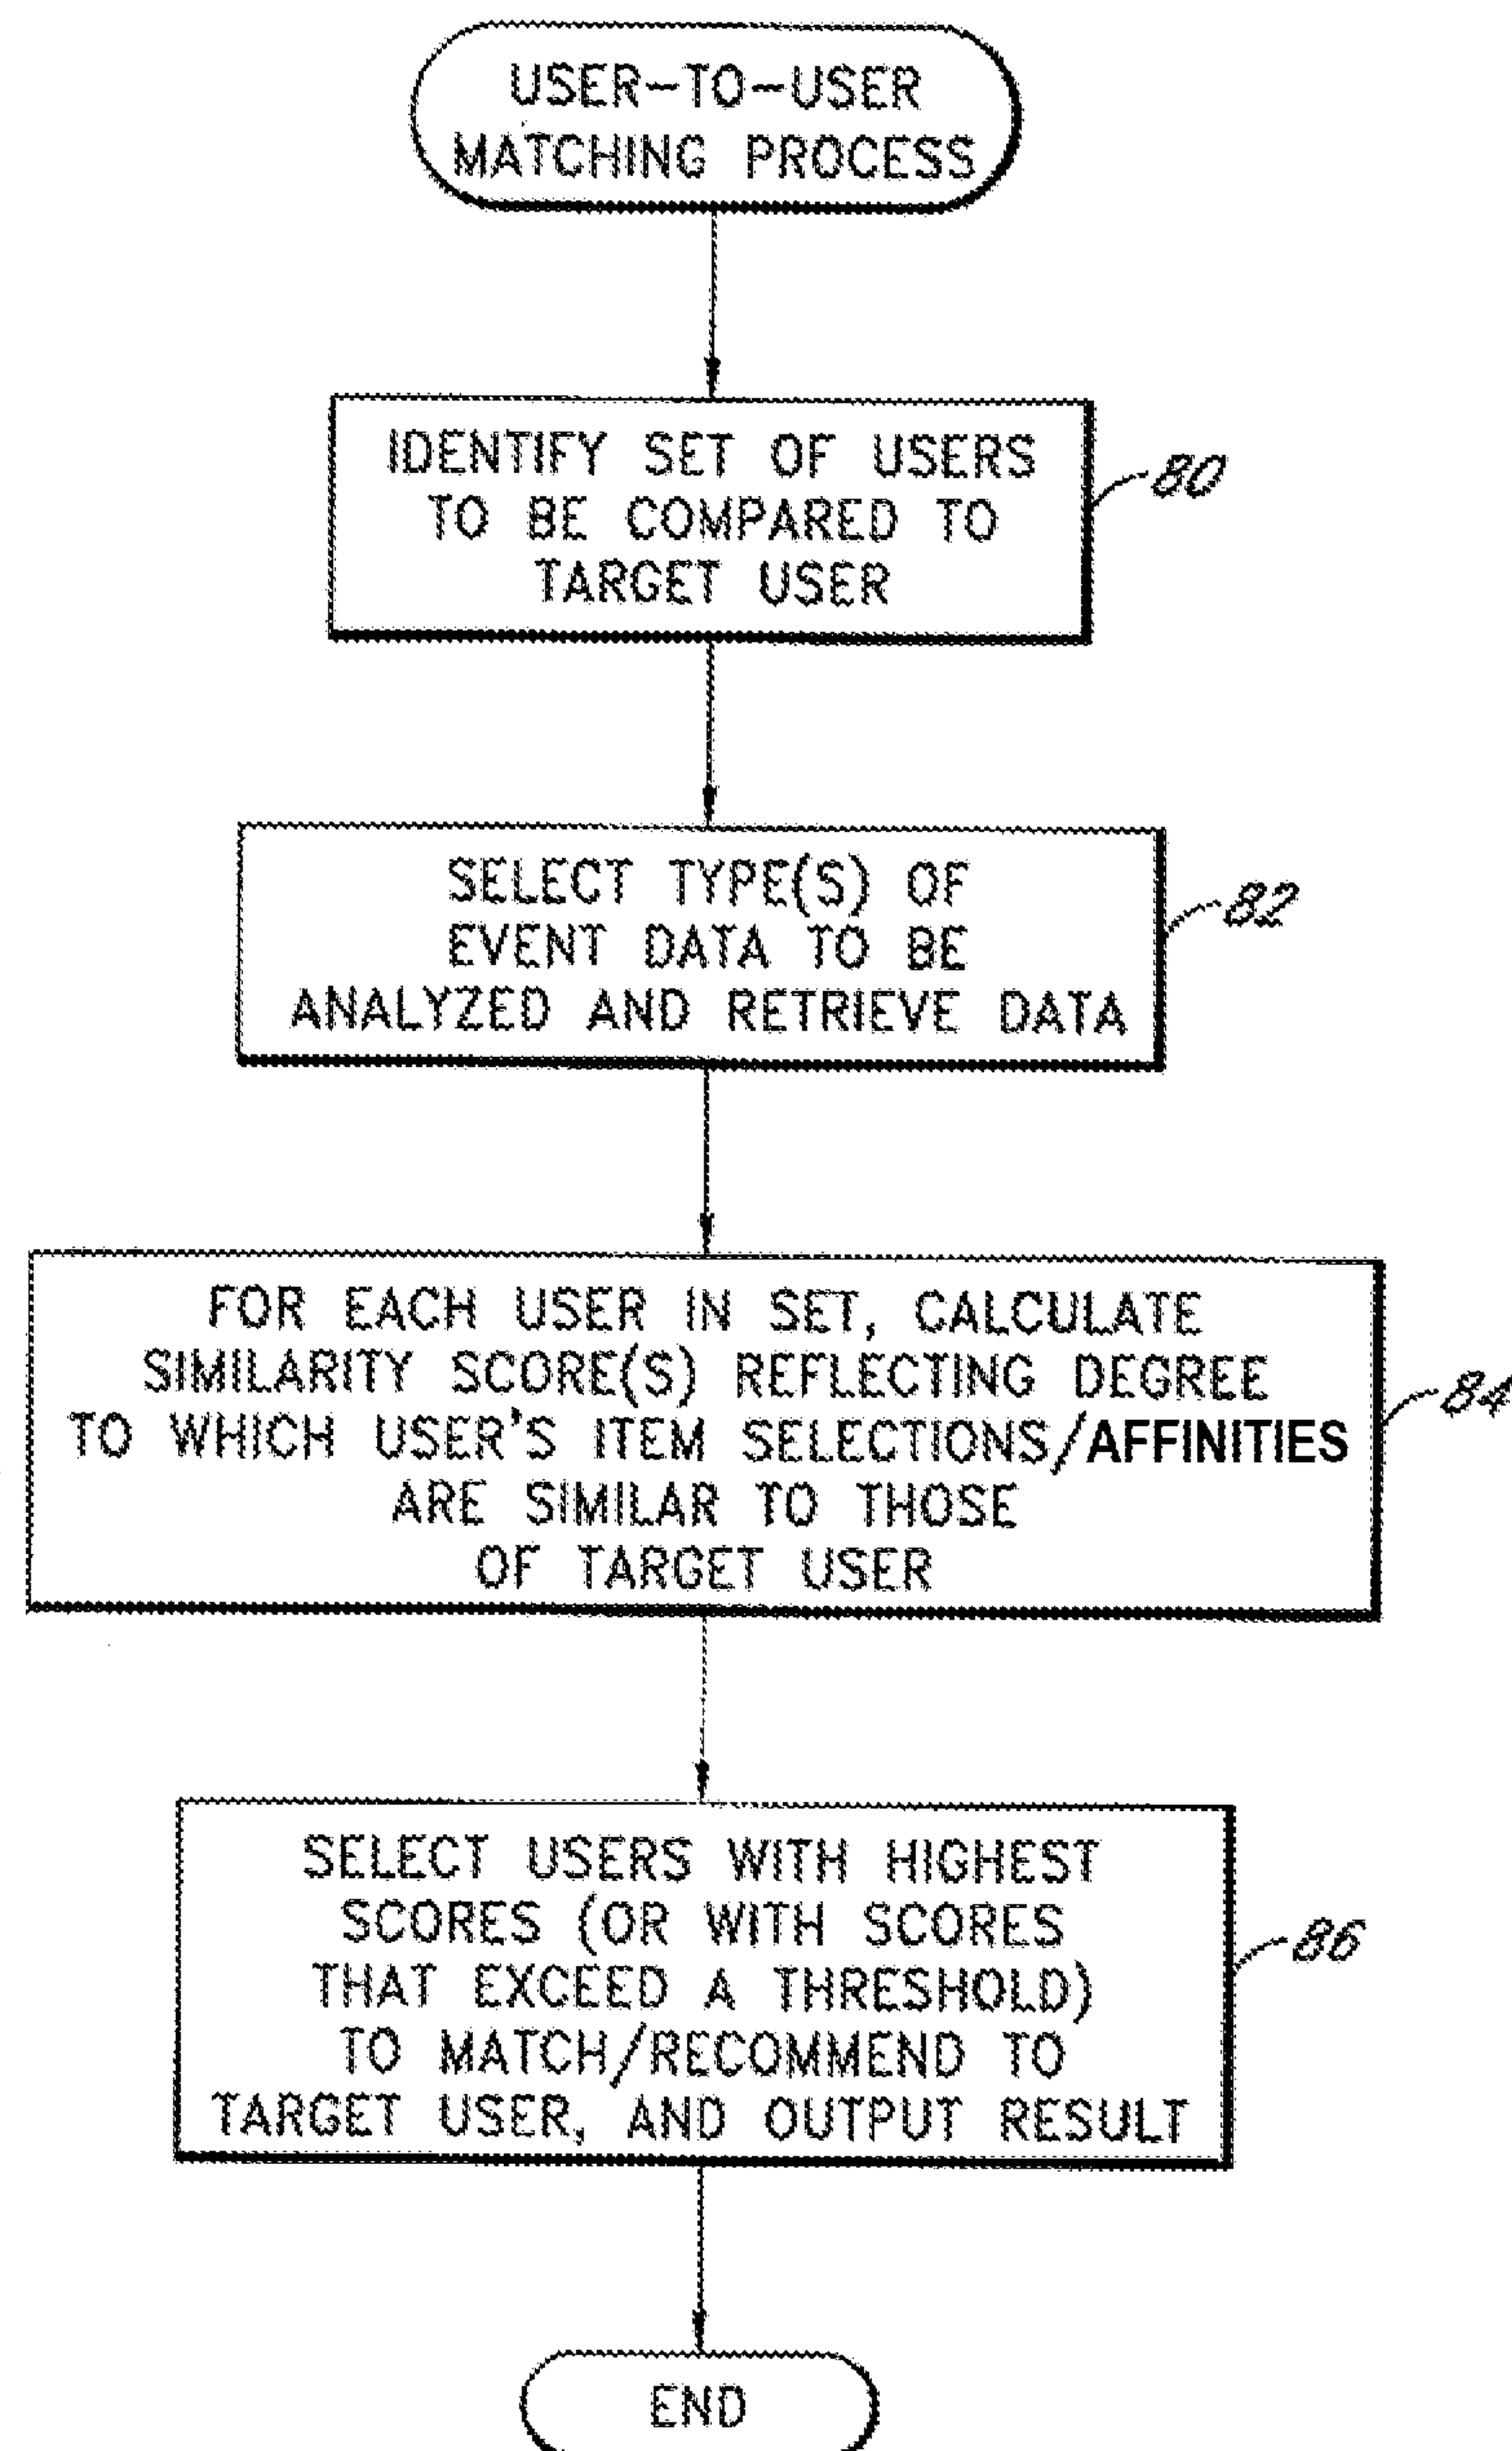 USER-TO-USER
MATCHING PROCESS
IDENTIFY SET OF USERS
TO BE COMPARED TO
TARGET USER
80
SELECT TYPE(S) OF
EVENT DATA TO BE
ANALYZED AND RETRIEVE DATA
82
FOR EACH USER IN SET, CALCULATE
SIMILARITY SCORE(S) REFLECTING DEGREE
TO WHICH USER'S ITEM SELECTIONS/AFFINITIES
ARE SIMILAR TO THOSE
OF TARGET USER
84
SELECT USERS WITH HIGHEST
SCORES (OR WITH SCORES
THAT EXCEED A THRESHOLD)
TO MATCH/RECOMMEND TO
TARGET USER, AND OUTPUT RESULT
86
END